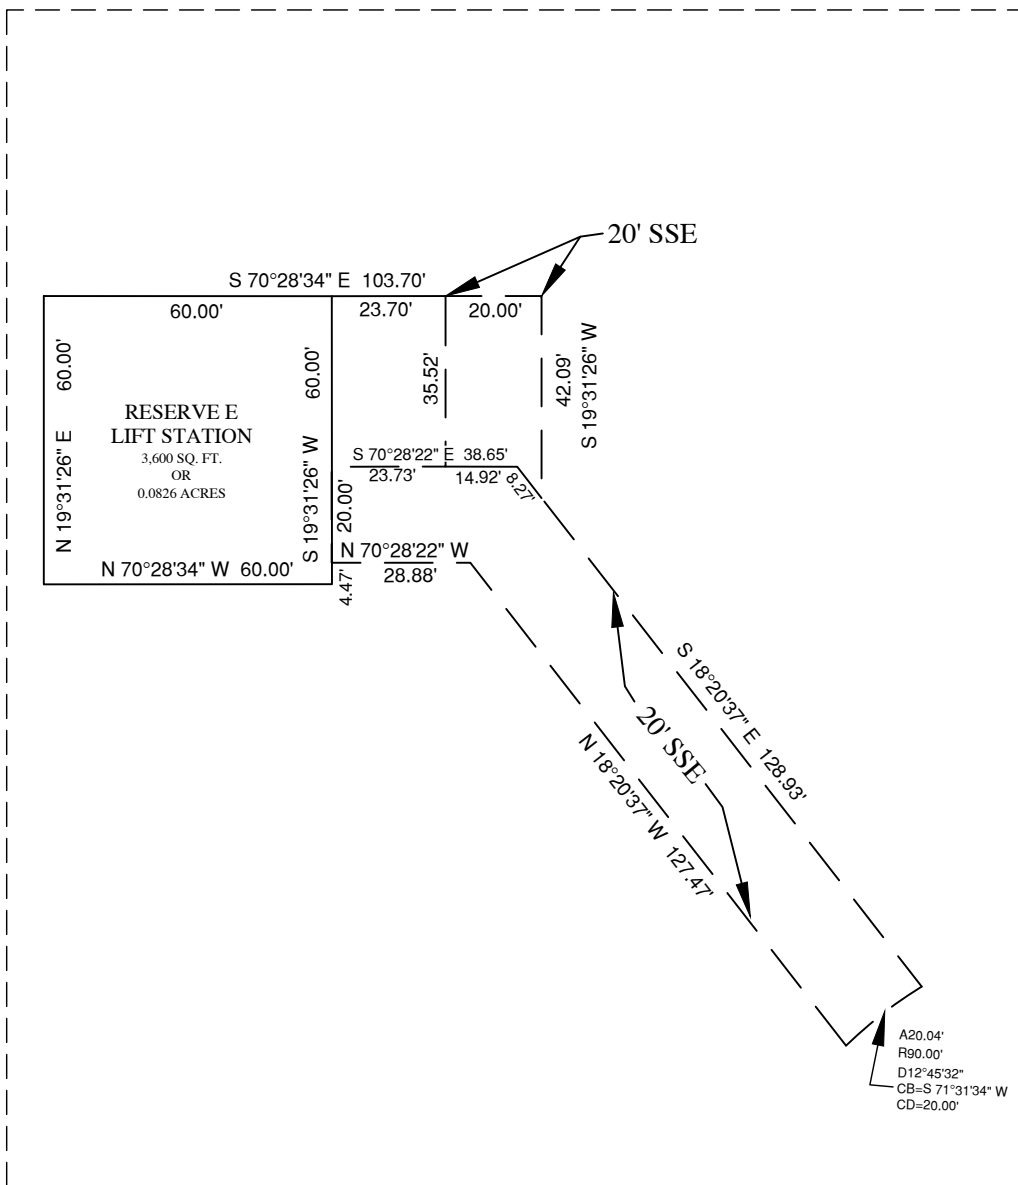 20' SSE
S 70°28'34" E 103.70'
60.00'
23.70'
20.00'
N 19°31'26" E 60.00'
S 19°31'26" W 60.00'
35.52'
42.09'
S 19°31'26" W
RESERVE E
LIFT STATION
3,600 SQ. FT.
OR
0.0826 ACRES
S 70°28'22" E 38.65'
23.73'
14.92'
8.27'
20.00'
N 70°28'22" W
28.88'
4.47'
N 70°28'34" W 60.00'
S 18°20'37" E 128.93'
20' SSE
N 18°20'37" W 127.47'
A20.04'
R90.00'
D12°45'32"
CB=S 71°31'34" W
CD=20.00'